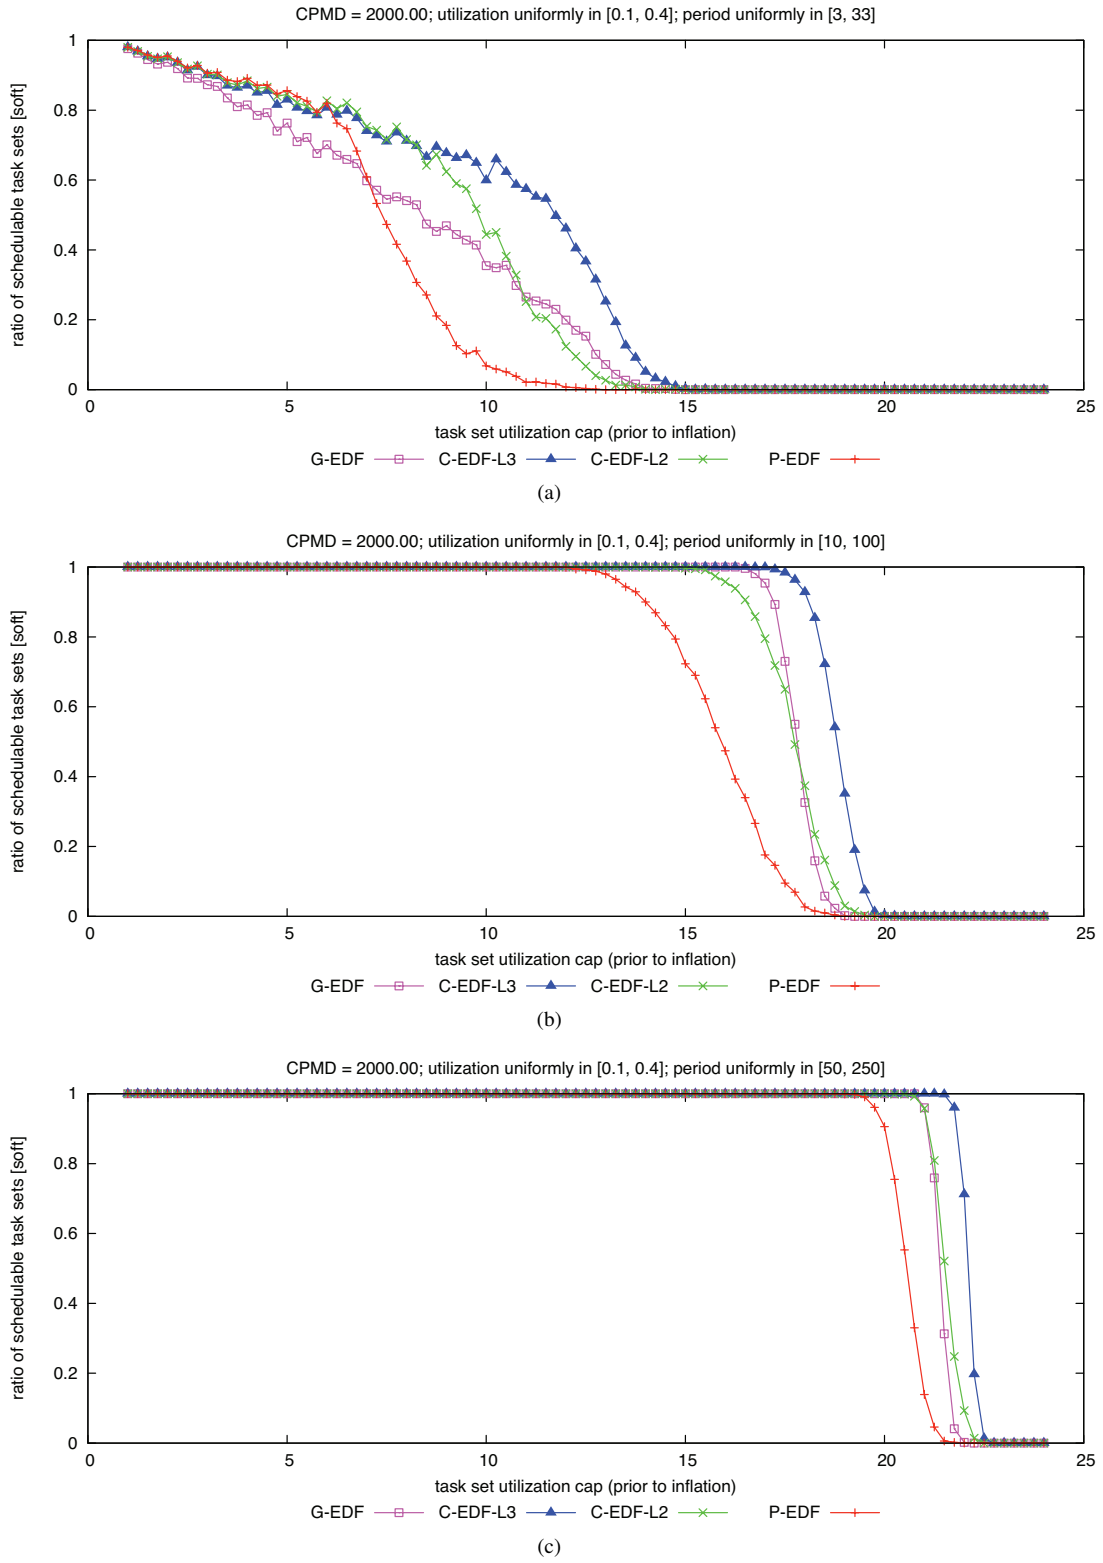 CPMD = 2000.00; utilization uniformly in [0.1, 0.4]; period uniformly in [3, 33]
1
0.8
0.6
0.4
0.2
0
ratio of schedulable task sets [soft]
0 5 10 15 20 25
task set utilization cap (prior to inflation)
G-EDF C-EDF-L3 C-EDF-L2 P-EDF
(a)
CPMD = 2000.00; utilization uniformly in [0.1, 0.4]; period uniformly in [10, 100]
1
0.8
0.6
0.4
0.2
0
ratio of schedulable task sets [soft]
0 5 10 15 20 25
task set utilization cap (prior to inflation)
G-EDF C-EDF-L3 C-EDF-L2 P-EDF
(b)
CPMD = 2000.00; utilization uniformly in [0.1, 0.4]; period uniformly in [50, 250]
1
0.8
0.6
0.4
0.2
0
ratio of schedulable task sets [soft]
0 5 10 15 20 25
task set utilization cap (prior to inflation)
G-EDF C-EDF-L3 C-EDF-L2 P-EDF
(c)